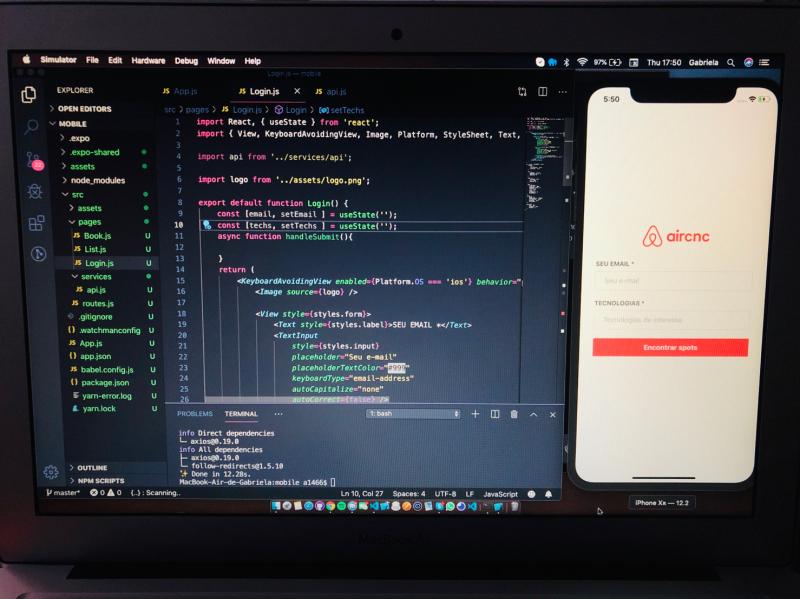 Simulator File Edit Hardware Debug Window Help
97% Thu 17:50 Gabriela
Login.js — mobile
EXPLORER
OPEN EDITORS
MOBILE
.expo
.expo-shared
assets
node_modules
src
assets
pages
Book.js U
List.js U
Login.js U
services
api.js U
routes.js U
.gitignore U
.watchmanconfig U
App.js U
app.json U
babel.config.js U
package.json U
yarn-error.log U
yarn.lock U
OUTLINE
NPM SCRIPTS
JS App.js JS Login.js JS api.js
src > pages > JS Login.js > Login > setTechs
1 import React, { useState } from 'react';
2 import { View, KeyboardAvoidingView, Image, Platform, StyleSheet, Text,
3
4 import api from '../services/api';
5
6 import logo from '../assets/logo.png';
7
8 export default function Login() {
9 const [email, setEmail ] = useState('');
10 const [techs, setTechs ] = useState('');
11 async function handleSubmit(){
12
13 }
14 return (
15 <KeyboardAvoidingView enabled={Platform.OS === 'ios'} behavior=
16 <Image source={logo} />
17
18 <View style={styles.form}>
19 <Text style={styles.label}>SEU EMAIL *</Text>
20 <TextInput
21 style={styles.input}
22 placeholder="Seu e-mail"
23 placeholderTextColor="#999"
24 keyboardType="email-address"
25 autoCapitalize="none"
26 autoCorrect={false} />
PROBLEMS TERMINAL ... 1: bash
info Direct dependencies
└─ axios@0.19.0
info All dependencies
├─ axios@0.19.0
└─ follow-redirects@1.5.10
✨ Done in 12.28s.
MacBook-Air-de-Gabriela:mobile a1466$
master* 0 0 {..} : Scanning.. Ln 10, Col 27 Spaces: 4 UTF-8 LF JavaScript
5:50
aircnc
SEU EMAIL *
Seu e-mail
TECNOLOGIAS *
Tecnologias de interesse
Encontrar spots
iPhone Xʀ — 12.2
MacBook Air